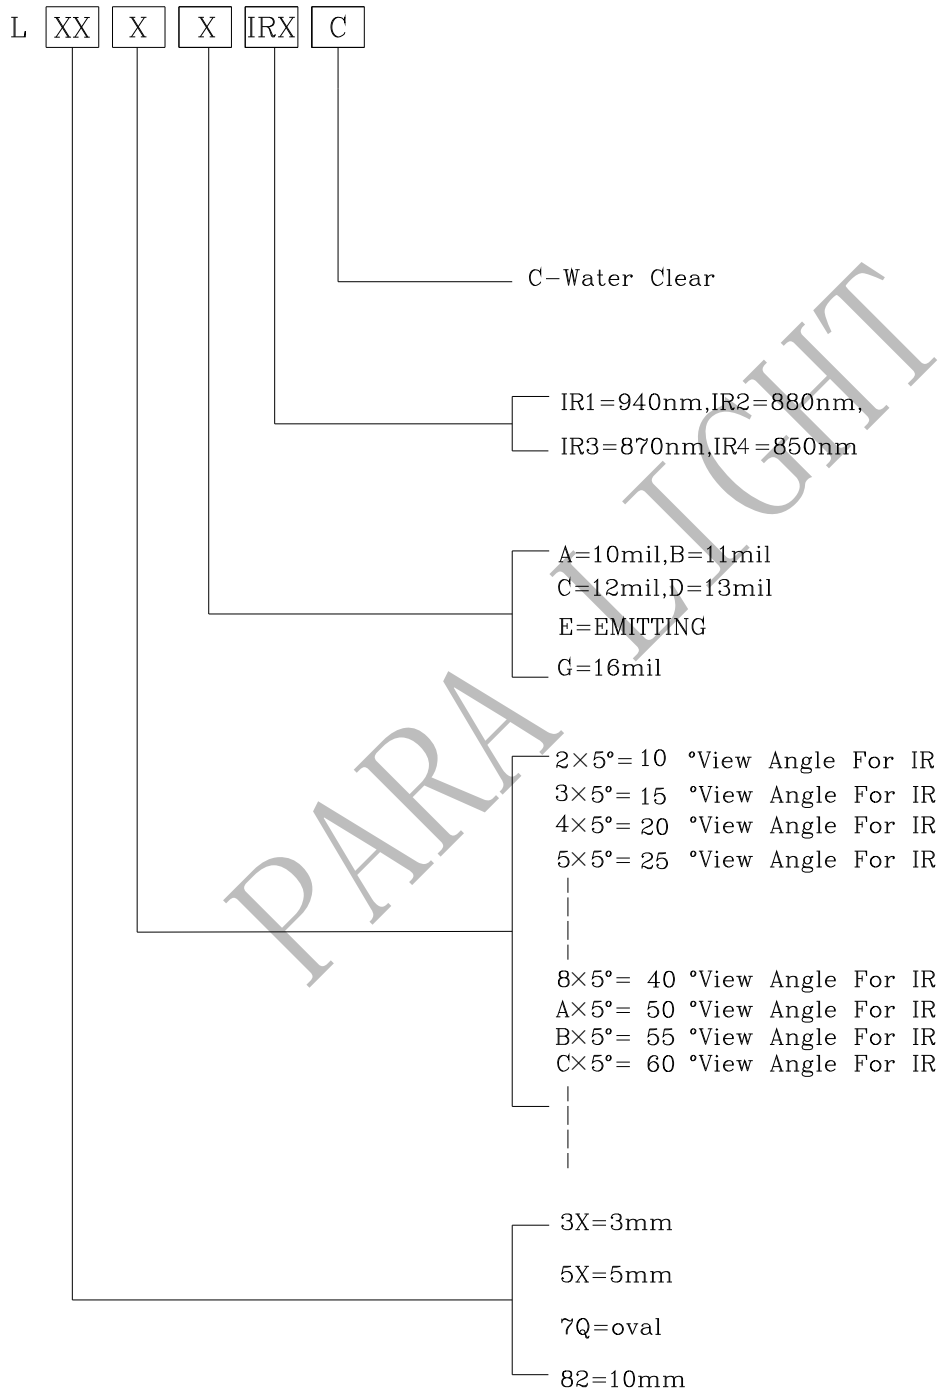 L XX X X IRX C
C-Water Clear
IR1=940nm,IR2=880nm,
IR3=870nm,IR4=850nm
A=10mil,B=11mil
C=12mil,D=13mil
E=EMITTING
G=16mil
2×5°=10 °View Angle For IR
3×5°=15 °View Angle For IR
4×5°=20 °View Angle For IR
5×5°=25 °View Angle For IR
8×5°= 40 °View Angle For IR
A×5°= 50 °View Angle For IR
B×5°= 55 °View Angle For IR
C×5°= 60 °View Angle For IR
3X=3mm
5X=5mm
7Q=oval
82=10mm
PARA LIGHT